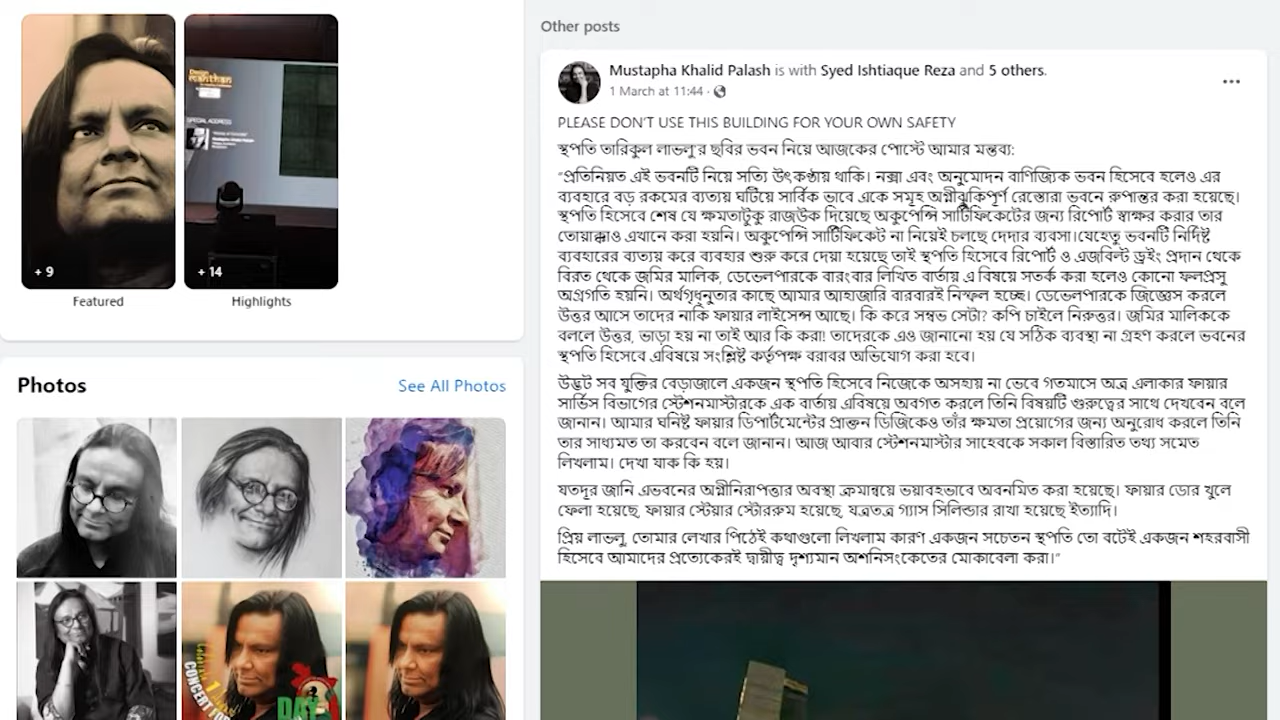 + 9
+ 14
Featured
Highlights
Design
manthan
SPECIAL ADDRESS
Photos
See All Photos
CONCERT FOR
DAY
Other posts
Mustapha Khalid Palash is with Syed Ishtiaque Reza and 5 others.
1 March at 11:44 ·
PLEASE DON'T USE THIS BUILDING FOR YOUR OWN SAFETY
স্থপতি তারিকুল লাভলু'র ছবির ভবন নিয়ে আজকের পোস্টে আমার মন্তব্য:
"প্রতিনিয়ত এই ভবনটি নিয়ে সত্যি উৎকণ্ঠায় থাকি। নক্সা এবং অনুমোদন বাণিজ্যিক ভবন হিসেবে হলেও এর
ব্যবহারে বড় রকমের ব্যত্যয় ঘটিয়ে সার্বিক ভাবে একে সমূহ অগ্নীঝুকিপূর্ণ রেস্তোরা ভবনে রুপান্তর করা হয়েছে।
স্থপতি হিসেবে শেষ যে ক্ষমতাটুকু রাজউক দিয়েছে অকুপেন্সি সার্টিফিকেটের জন্য রিপোর্ট স্বাক্ষর করার তার
তোয়াক্কাও এখানে করা হয়নি। অকুপেন্সি সার্টিফিকেট না নিয়েই চলছে দেদার ব্যবসা।যেহেতু ভবনটি নির্দিষ্ট
ব্যবহারের ব্যত্যয় করে ব্যবহার শুরু করে দেয়া হয়েছে তাই স্থপতি হিসেবে রিপোর্ট ও এজবিল্ট ড্রইং প্রদান থেকে
বিরত থেকে জমির মালিক, ডেভেলপারকে বারংবার লিখিত বার্তায় এ বিষয়ে সতর্ক করা হলেও কোনো ফলপ্রসু
অগ্রগতি হয়নি। অর্থগৃধ্নুতার কাছে আমার আহাজারি বারবারই নিস্ফল হচ্ছে। ডেভেলপারকে জিজ্ঞেস করলে
উত্তর আসে তাদের নাকি ফায়ার লাইসেন্স আছে। কি করে সম্বভ সেটা? কপি চাইলে নিরুত্তর। জমির মালিককে
বললে উত্তর, ভাড়া হয় না তাই আর কি করা! তাদেরকে এও জানানো হয় যে সঠিক ব্যবস্থা না গ্রহণ করলে ভবনের
স্থপতি হিসেবে এবিষয়ে সংশ্লিষ্ট কর্তৃপক্ষ বরাবর অভিযোগ করা হবে।
উদ্ভট সব যুক্তির বেড়াজালে একজন স্থপতি হিসেবে নিজেকে অসহায় না ভেবে গতমাসে অত্র এলাকার ফায়ার
সার্ভিস বিভাগের স্টেশনমাস্টারকে এক বার্তায় এবিষয়ে অবগত করলে তিনি বিষয়টি গুরুত্বের সাথে দেখবেন বলে
জানান। আমার ঘনিষ্ট ফায়ার ডিপার্টমেন্টের প্রাক্তন ডিজিকেও তাঁর ক্ষমতা প্রয়োগের জন্য অনুরোধ করলে তিনি
তার সাধ্যমত তা করবেন বলে জানান। আজ আবার স্টেশনমাস্টার সাহেবকে সকাল বিস্তারিত তথ্য সমেত
লিখলাম। দেখা যাক কি হয়।
যতদূর জানি এভবনের অগ্নীনিরাপত্তার অবস্থা ক্রমান্বয়ে ভয়াবহভাবে অবনমিত করা হয়েছে। ফায়ার ডোর খুলে
ফেলা হয়েছে, ফায়ার স্টেয়ার স্টোররুম হয়েছে, যত্রতত্র গ্যাস সিলিন্ডার রাখা হয়েছে ইত্যাদি।
প্রিয় লাভলু, তোমার লেখার পিঠেই কথাগুলো লিখলাম কারণ একজন সচেতন স্থপতি তো বটেই একজন শহরবাসী
হিসেবে আমাদের প্রত্যেকেরই দ্বায়ীত্ব দৃশ্যমান অশনিসংকেতের মোকাবেলা করা।"